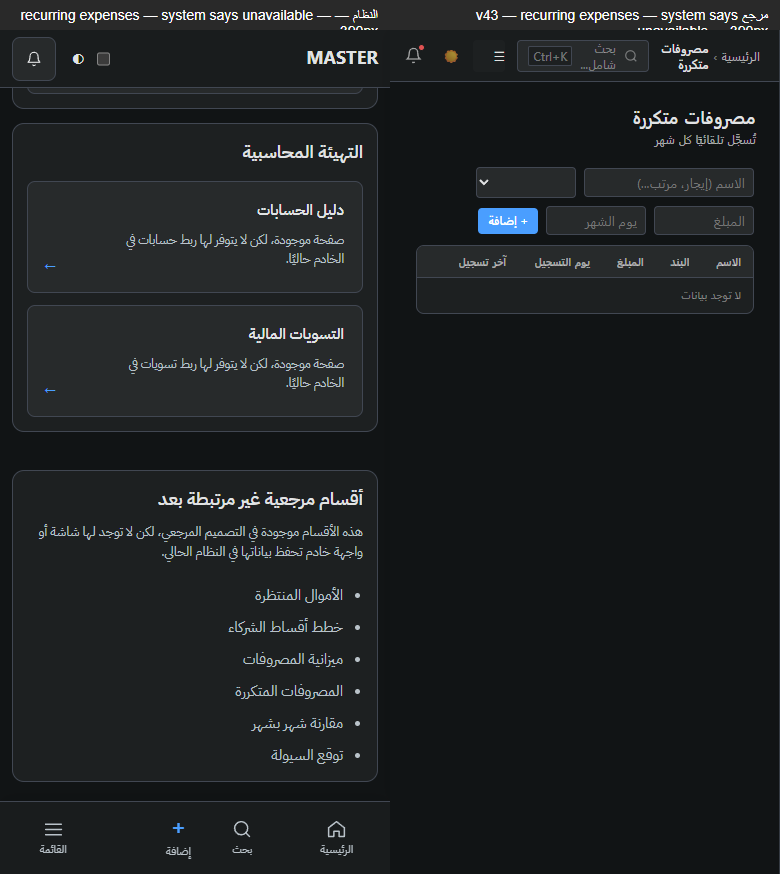 النظام — recurring expenses — system says unavailable —
390px
MASTER
التهيئة المحاسبية
دليل الحسابات
صفحة موجودة، لكن لا يتوفر لها ربط حسابات في
الخادم حاليًا.
←
التسويات المالية
صفحة موجودة، لكن لا يتوفر لها ربط تسويات في
الخادم حاليًا.
←
أقسام مرجعية غير مرتبطة بعد
هذه الأقسام موجودة في التصميم المرجعي، لكن لا توجد لها شاشة أو
واجهة خادم تحفظ بياناتها في النظام الحالي.
الأموال المنتظرة
خطط أقساط الشركاء
ميزانية المصروفات
المصروفات المتكررة
مقارنة شهر بشهر
توقع السيولة
الرئيسية
بحث
+ إضافة
القائمة
مرجع v43 — recurring expenses — system says
unavailable — 390px
الرئيسية › مصروفات
متكررة
بحث
شامل...
Ctrl+K
مصروفات متكررة
تُسجَّل تلقائيًا كل شهر
الاسم (إيجار، مرتب...)
المبلغ
يوم الشهر
+ إضافة
الاسم البند المبلغ يوم التسجيل آخر تسجيل
لا توجد بيانات